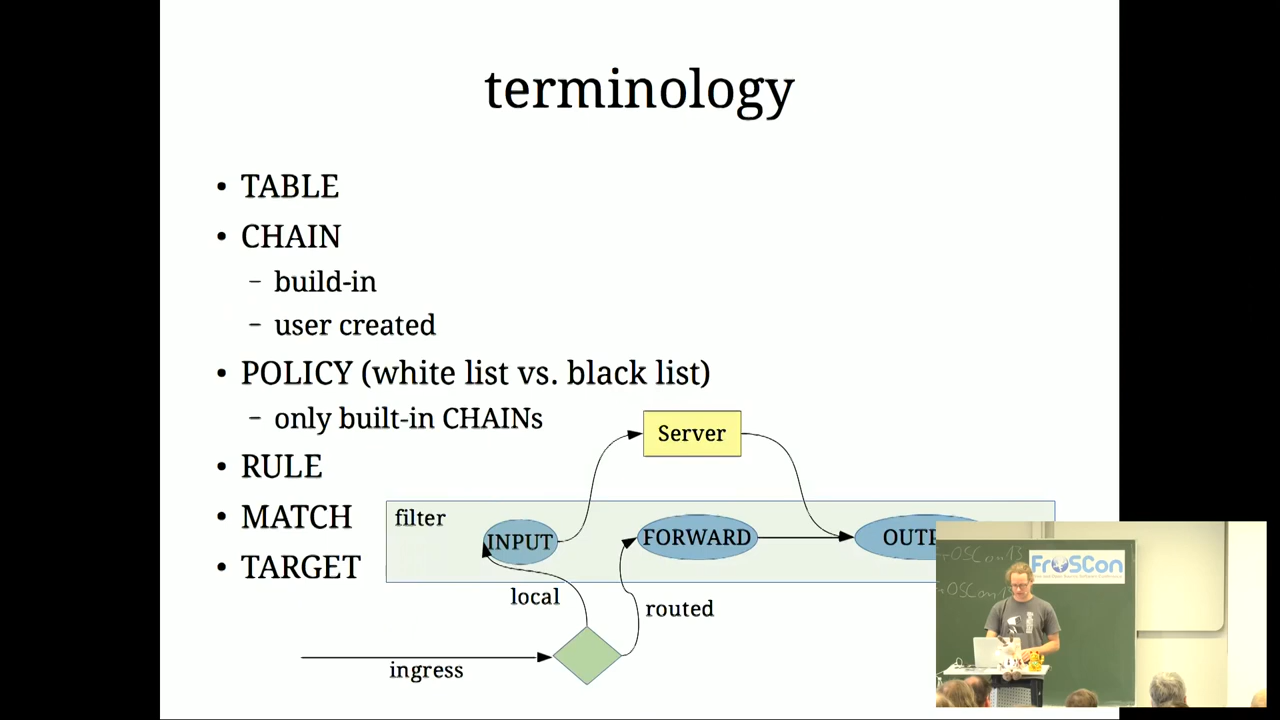 terminology
• TABLE
• CHAIN
– build-in
– user created
• POLICY (white list vs. black list)
– only built-in CHAINs
• RULE
• MATCH
• TARGET
Server
filter
INPUT
FORWARD
OUTP
local
routed
ingress
FrOSCon